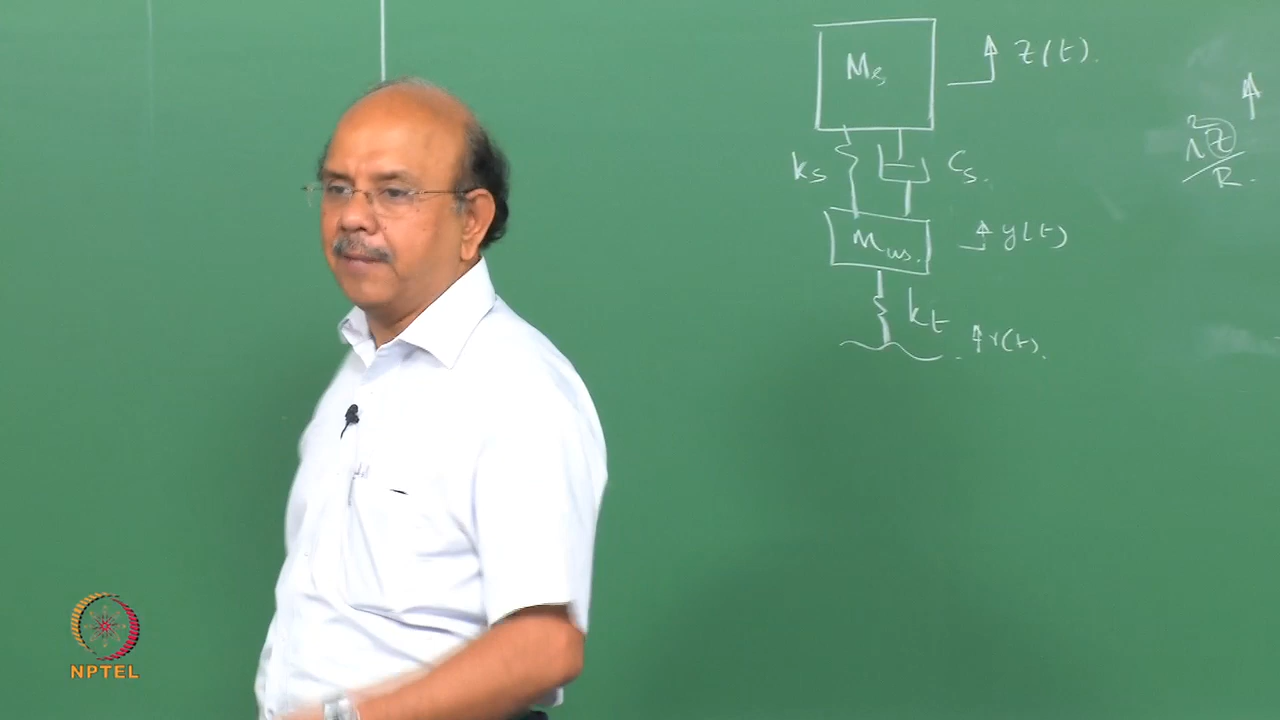 Ms
z(t).
ks
Cs.
Mus.
y(t)
kt
r(t).
R.
NPTEL